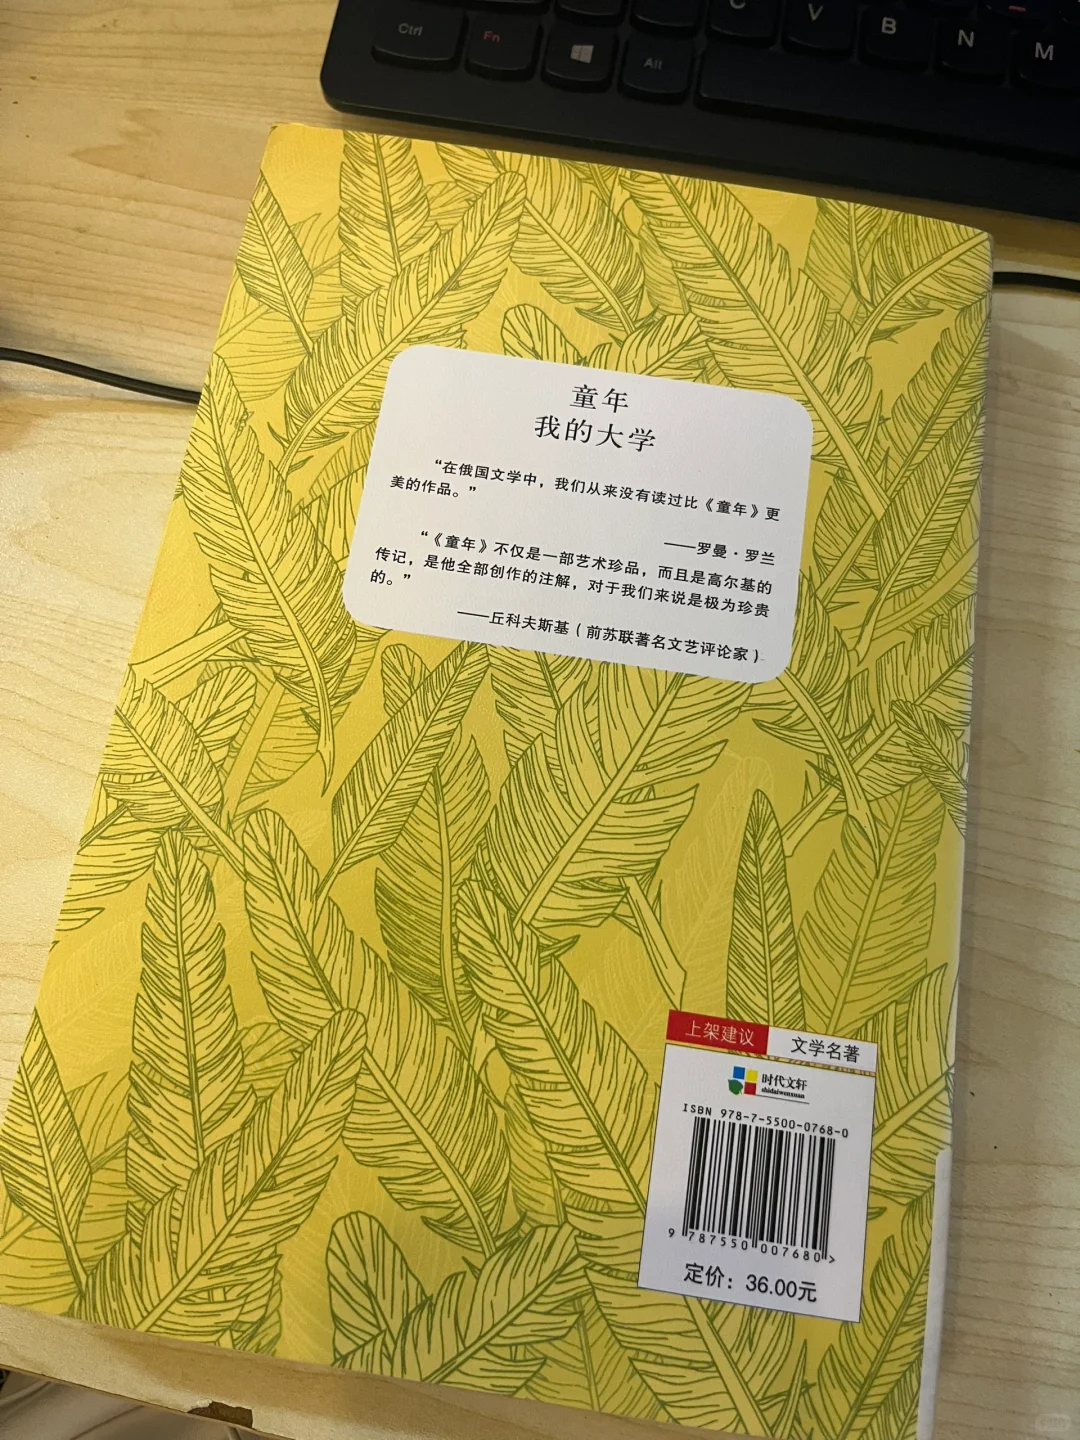 Ctrl
Fn
Alt
C
V
B
N
M
童年
我的大学
“在俄国文学中，我们从来没有读过比《童年》更
美的作品。”
——罗曼·罗兰
“《童年》不仅是一部艺术珍品，而且是高尔基的
传记，是他全部创作的注解，对于我们来说是极为珍贵
的。”
——丘科夫斯基（前苏联著名文艺评论家）
上架建议 文学名著
时代文轩
shidaiwenxuan
ISBN 978-7-5500-0768-0
9 787550 007680 >
定价：36.00元